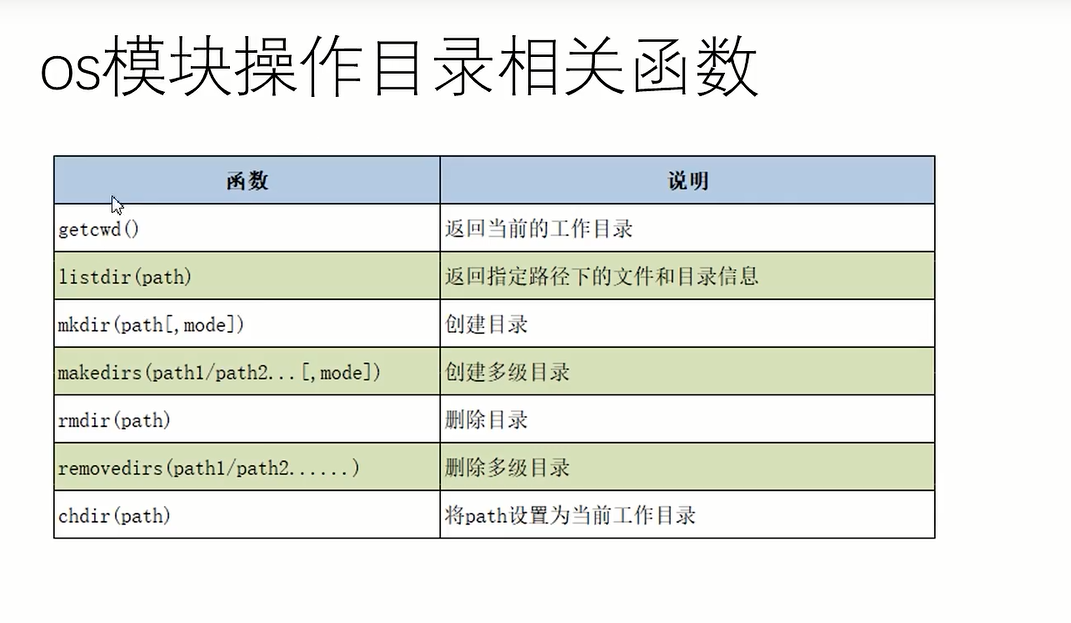 os模块操作目录相关函数
函数 说明
getcwd() 返回当前的工作目录
listdir(path) 返回指定路径下的文件和目录信息
mkdir(path[,mode]) 创建目录
makedirs(path1/path2...[,mode]) 创建多级目录
rmdir(path) 删除目录
removedirs(path1/path2......) 删除多级目录
chdir(path) 将path设置为当前工作目录